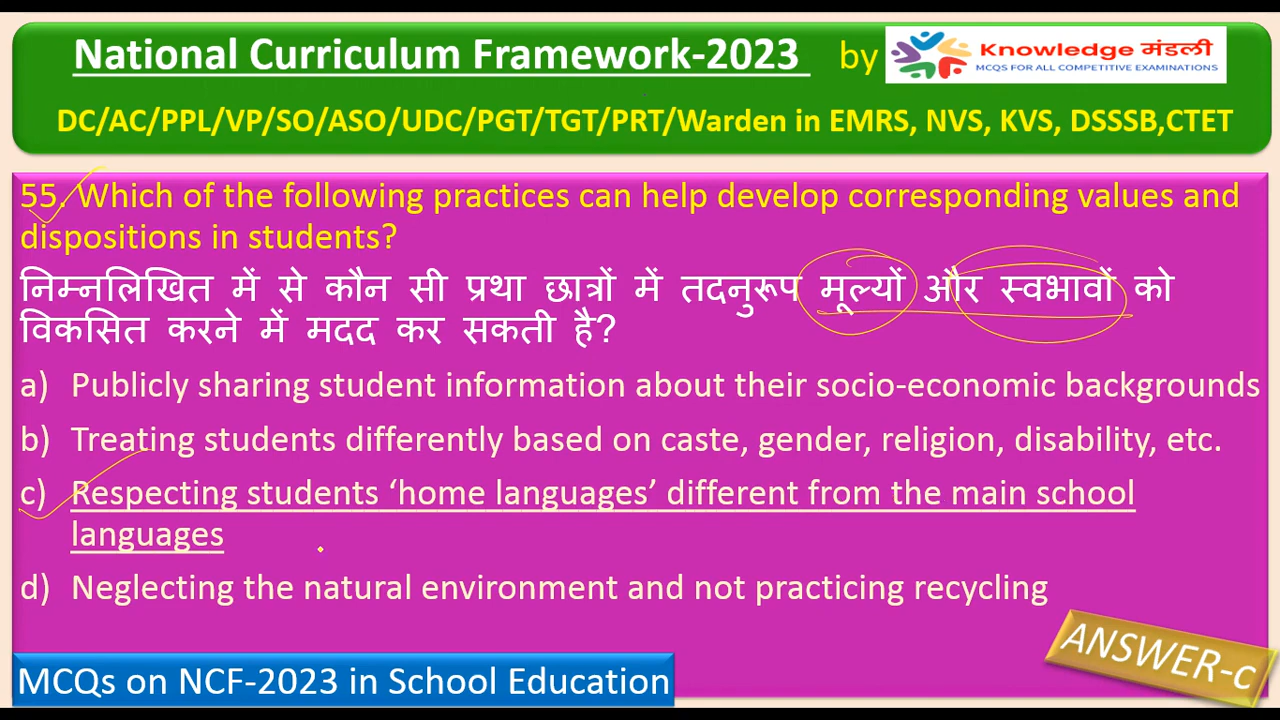 National Curriculum Framework-2023 by Knowledge मंडली
MCQS FOR ALL COMPETITIVE EXAMINATIONS
DC/AC/PPL/VP/SO/ASO/UDC/PGT/TGT/PRT/Warden in EMRS, NVS, KVS, DSSSB,CTET
55. Which of the following practices can help develop corresponding values and
dispositions in students?
निम्नलिखित में से कौन सी प्रथा छात्रों में तदनुरूप मूल्यों और स्वभावों को
विकसित करने में मदद कर सकती है?
a) Publicly sharing student information about their socio-economic backgrounds
b) Treating students differently based on caste, gender, religion, disability, etc.
c) Respecting students ‘home languages’ different from the main school
languages
d) Neglecting the natural environment and not practicing recycling
ANSWER-c
MCQs on NCF-2023 in School Education